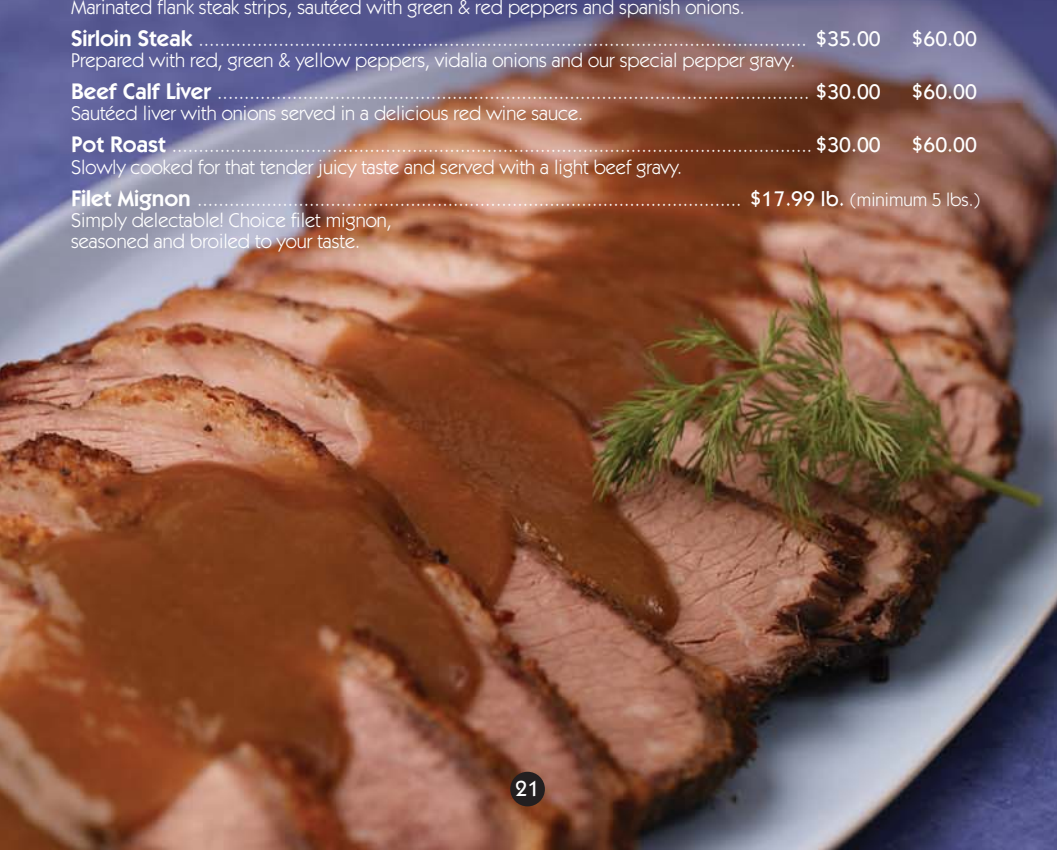 Marinated flank steak strips, sautéed with green & red peppers and spanish onions.
Sirloin Steak ........................................................................................................................ $35.00 $60.00
Prepared with red, green & yellow peppers, vidalia onions and our special pepper gravy.
Beef Calf Liver .................................................................................................................... $30.00 $60.00
Sautéed liver with onions served in a delicious red wine sauce.
Pot Roast ............................................................................................................................. $30.00 $60.00
Slowly cooked for that tender juicy taste and served with a light beef gravy.
Filet Mignon ........................................................................................................... $17.99 lb. (minimum 5 lbs.)
Simply delectable! Choice filet mignon,
seasoned and broiled to your taste.
21